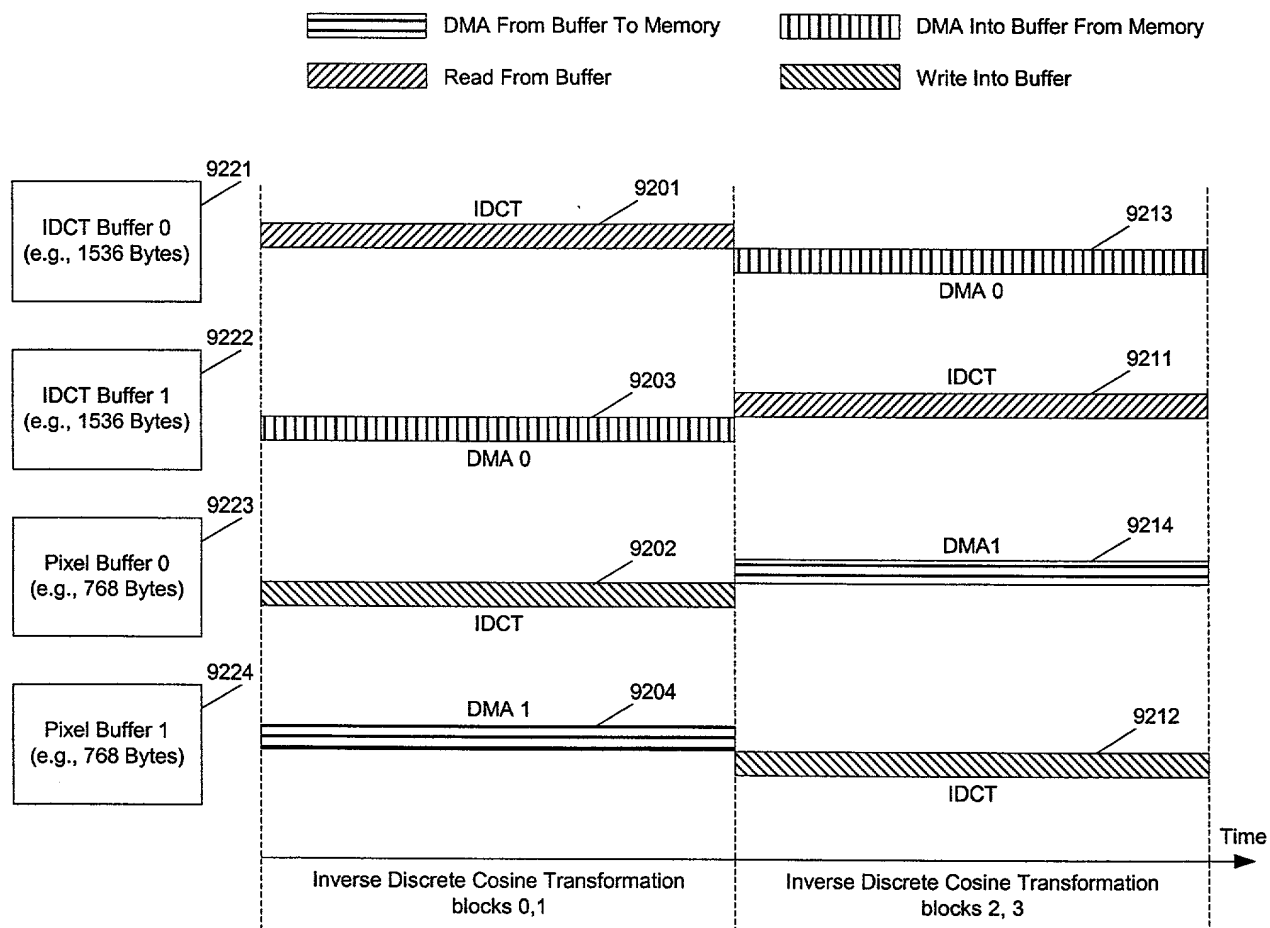 DMA From Buffer To Memory
DMA Into Buffer From Memory
Read From Buffer
Write Into Buffer
9221
IDCT Buffer 0
(e.g., 1536 Bytes)
IDCT
9201
9213
DMA 0
9222
IDCT Buffer 1
(e.g., 1536 Bytes)
9203
DMA 0
IDCT
9211
9223
Pixel Buffer 0
(e.g., 768 Bytes)
9202
IDCT
DMA1
9214
9224
Pixel Buffer 1
(e.g., 768 Bytes)
DMA 1
9204
9212
IDCT
Time
Inverse Discrete Cosine Transformation
blocks 0,1
Inverse Discrete Cosine Transformation
blocks 2, 3